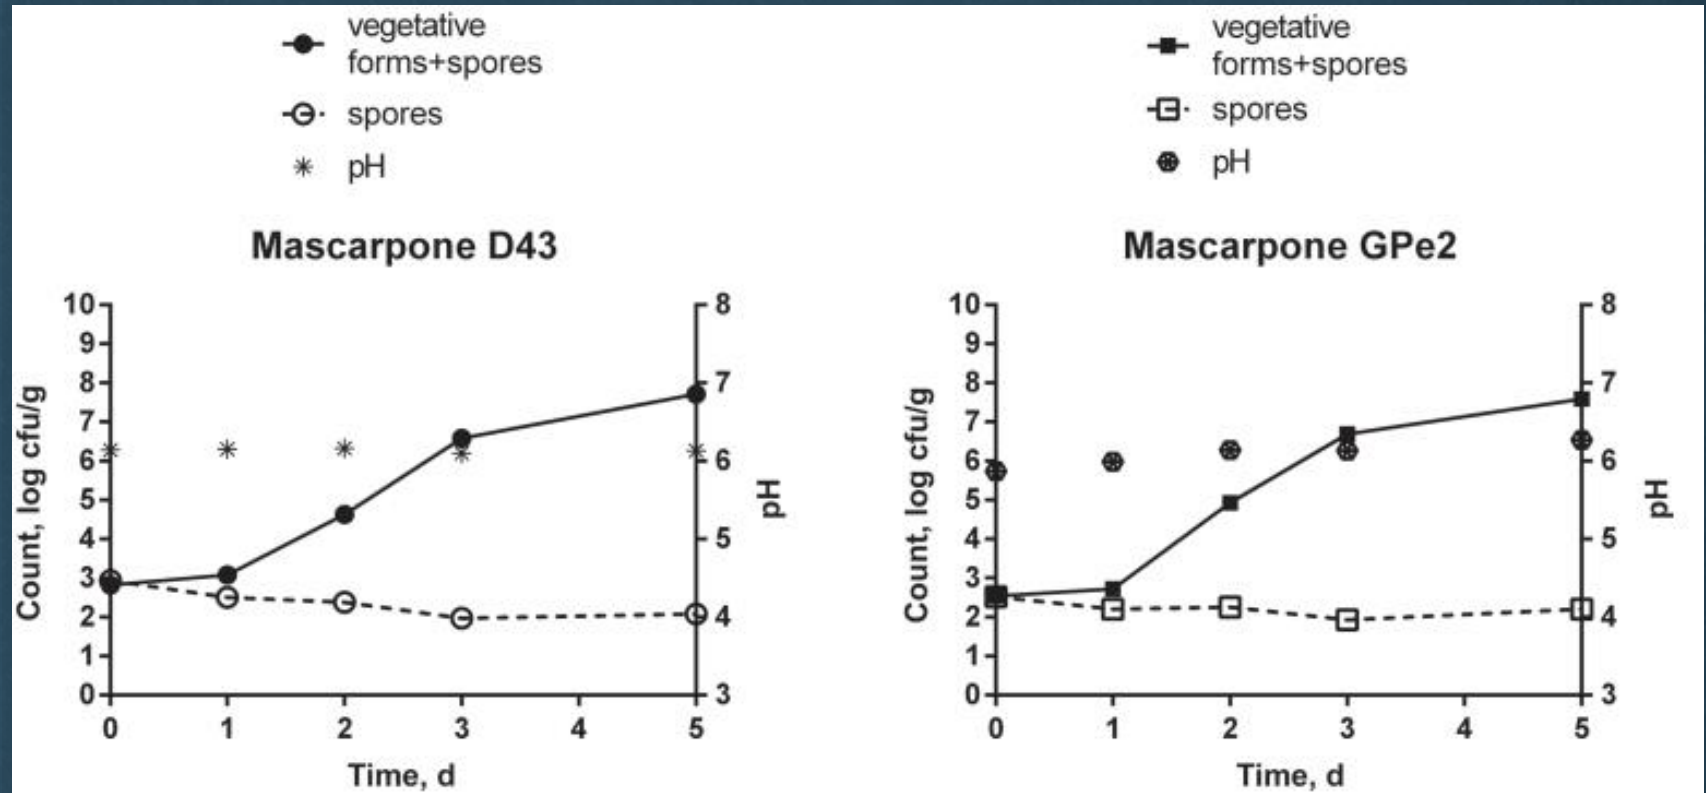 vegetative
forms+spores
spores
pH
Mascarpone D43
10
9
8
7
6
5
4
3
2
1
0
Count, log cfu/g
8
7
6
5
4
3
pH
0 1 2 3 4 5
Time, d
vegetative
forms+spores
spores
pH
Mascarpone GPe2
10
9
8
7
6
5
4
3
2
1
0
Count, log cfu/g
8
7
6
5
4
3
pH
0 1 2 3 4 5
Time, d